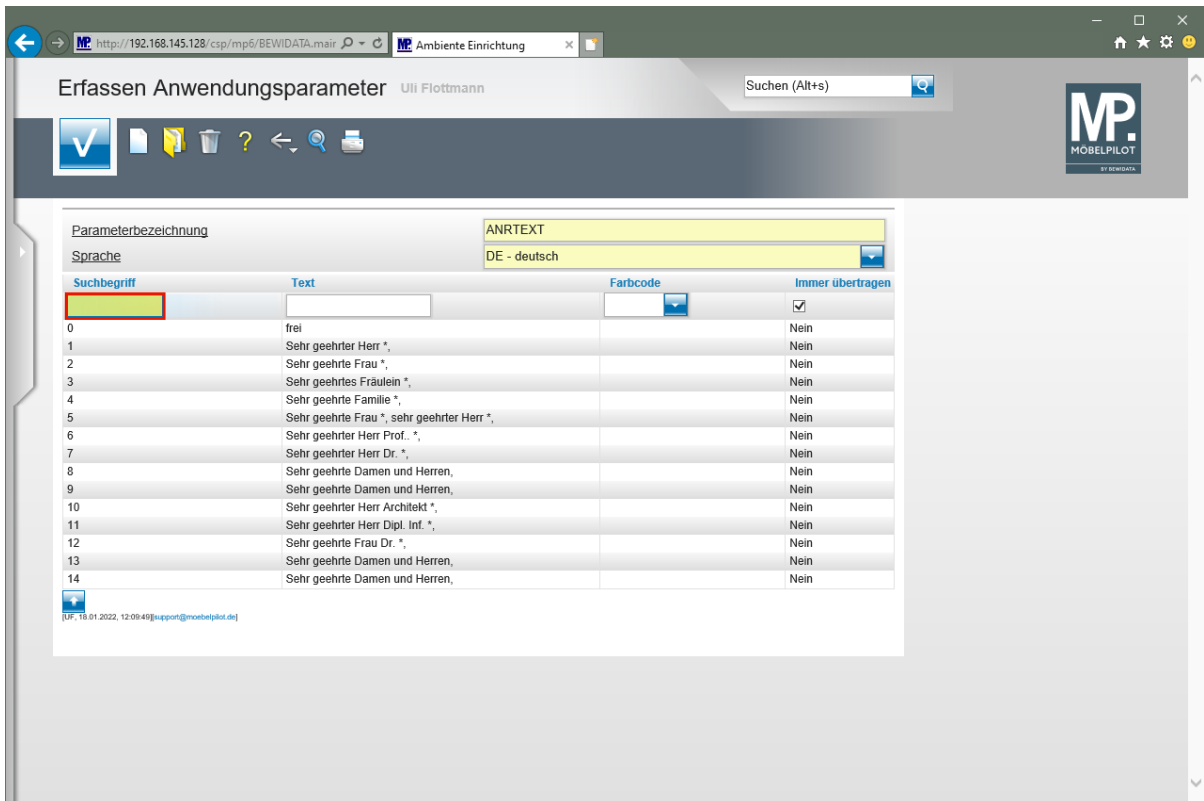 http://192.168.145.128/csp/mp6/BEWIDATA.mair
MP. Ambiente Einrichtung
Erfassen Anwendungsparameter Uli Flottmann
Suchen (Alt+s)
MP.
MÖBELPILOT
BY BEWIDATA
Parameterbezeichnung ANRTEXT
Sprache DE - deutsch
Suchbegriff Text Farbcode Immer übertragen
0 frei Nein
1 Sehr geehrter Herr *, Nein
2 Sehr geehrte Frau *, Nein
3 Sehr geehrtes Fräulein *, Nein
4 Sehr geehrte Familie *, Nein
5 Sehr geehrte Frau *, sehr geehrter Herr *, Nein
6 Sehr geehrter Herr Prof.. *, Nein
7 Sehr geehrter Herr Dr. *, Nein
8 Sehr geehrte Damen und Herren, Nein
9 Sehr geehrte Damen und Herren, Nein
10 Sehr geehrter Herr Architekt *, Nein
11 Sehr geehrter Herr Dipl. Inf. *, Nein
12 Sehr geehrte Frau Dr. *, Nein
13 Sehr geehrte Damen und Herren, Nein
14 Sehr geehrte Damen und Herren, Nein
[UF, 18.01.2022, 12:09:49][support@moebelpilot.de]